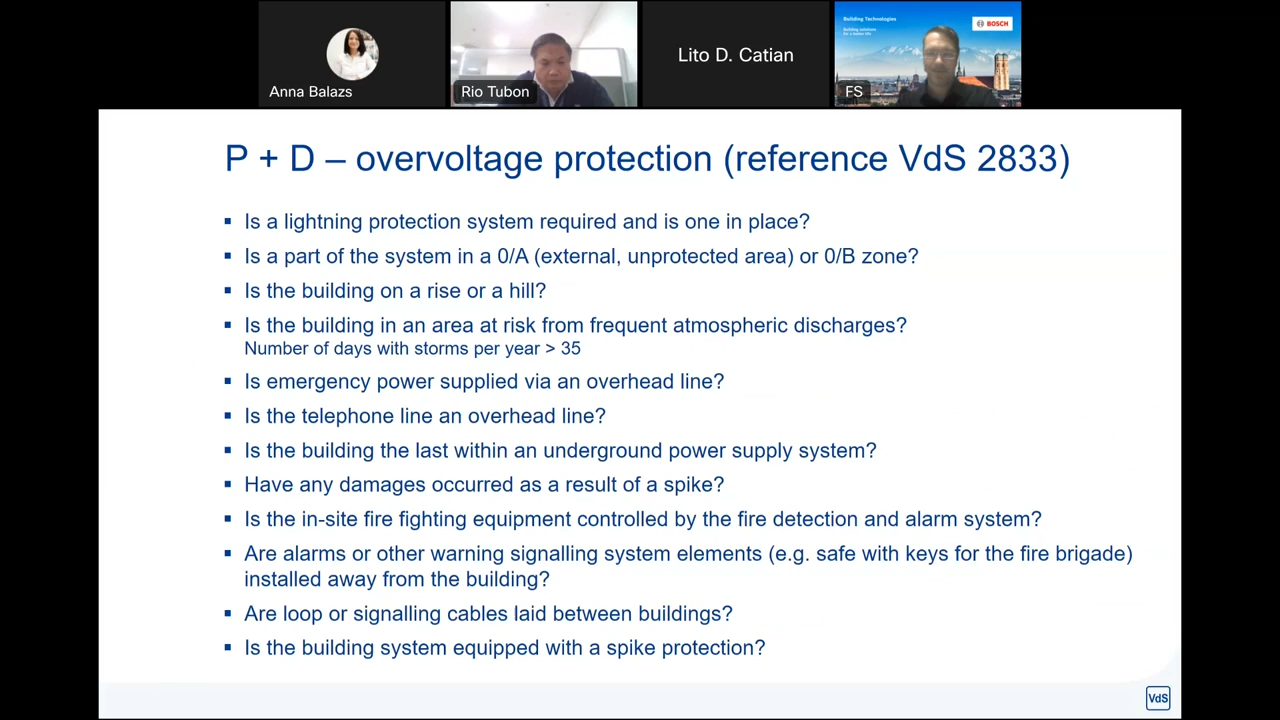 Anna Balazs
Rio Tubon
Lito D. Catian
Building Technologies
Building solutions
for a better life
BOSCH
FS
P + D – overvoltage protection (reference VdS 2833)
▪ Is a lightning protection system required and is one in place?
▪ Is a part of the system in a 0/A (external, unprotected area) or 0/B zone?
▪ Is the building on a rise or a hill?
▪ Is the building in an area at risk from frequent atmospheric discharges?
Number of days with storms per year > 35
▪ Is emergency power supplied via an overhead line?
▪ Is the telephone line an overhead line?
▪ Is the building the last within an underground power supply system?
▪ Have any damages occurred as a result of a spike?
▪ Is the in-site fire fighting equipment controlled by the fire detection and alarm system?
▪ Are alarms or other warning signalling system elements (e.g. safe with keys for the fire brigade)
installed away from the building?
▪ Are loop or signalling cables laid between buildings?
▪ Is the building system equipped with a spike protection?
VdS